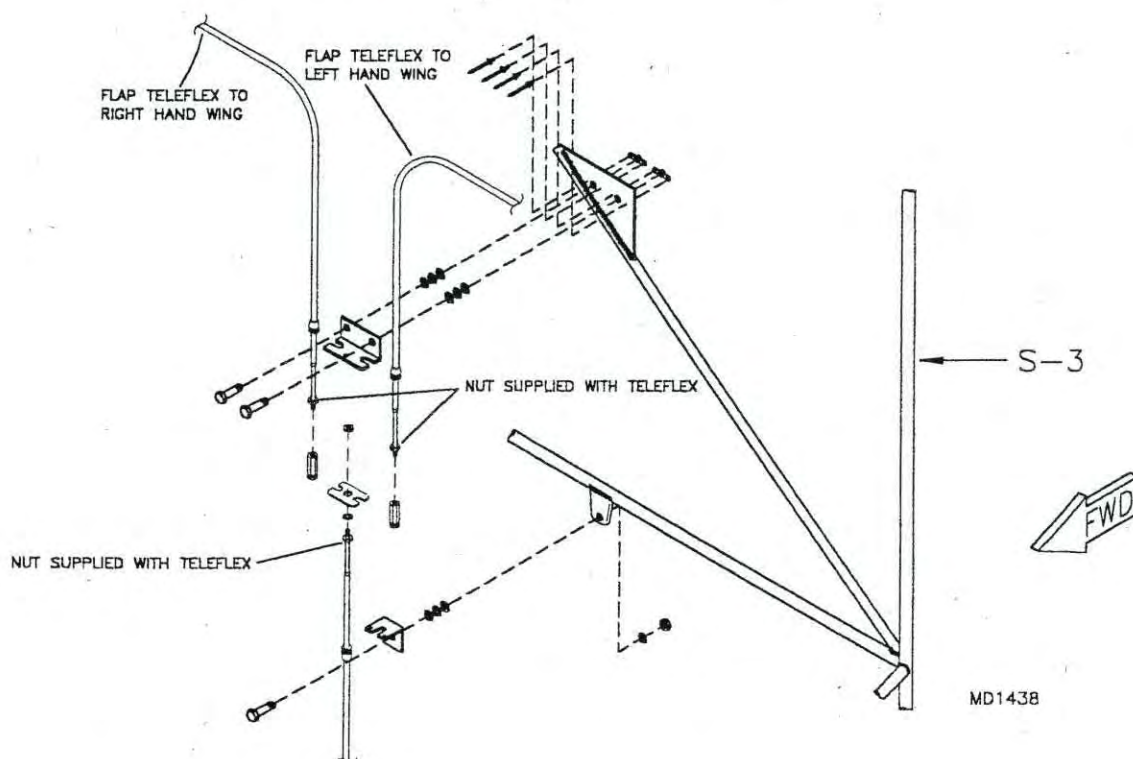 FLAP TELEFLEX TO
LEFT HAND WING
FLAP TELEFLEX TO
RIGHT HAND WING
S-3
NUT SUPPLIED WITH TELEFLEX
FWD
NUT SUPPLIED WITH TELEFLEX
MD1438